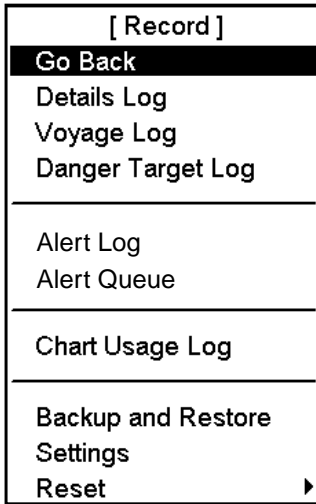 [ Record ]
Go Back
Details Log
Voyage Log
Danger Target Log
Alert Log
Alert Queue
Chart Usage Log
Backup and Restore
Settings
Reset